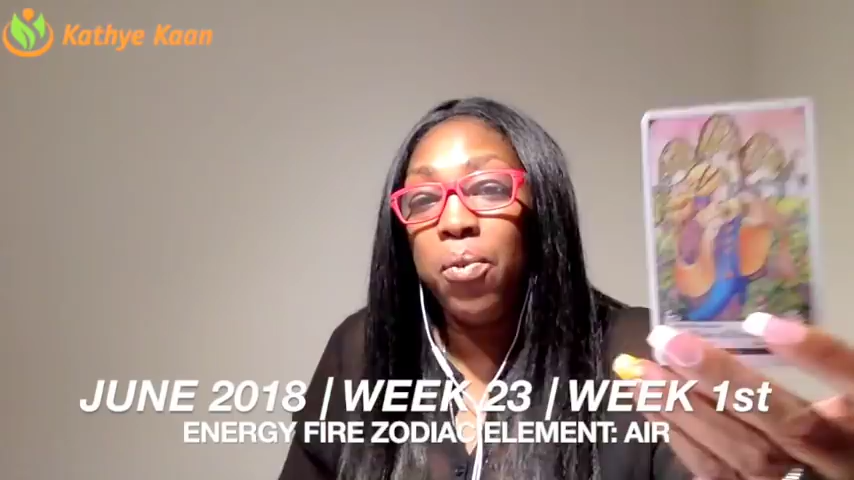 Kathye Kaan
JUNE 2018 | WEEK 23 | WEEK 1st
ENERGY FIRE ZODIAC ELEMENT: AIR